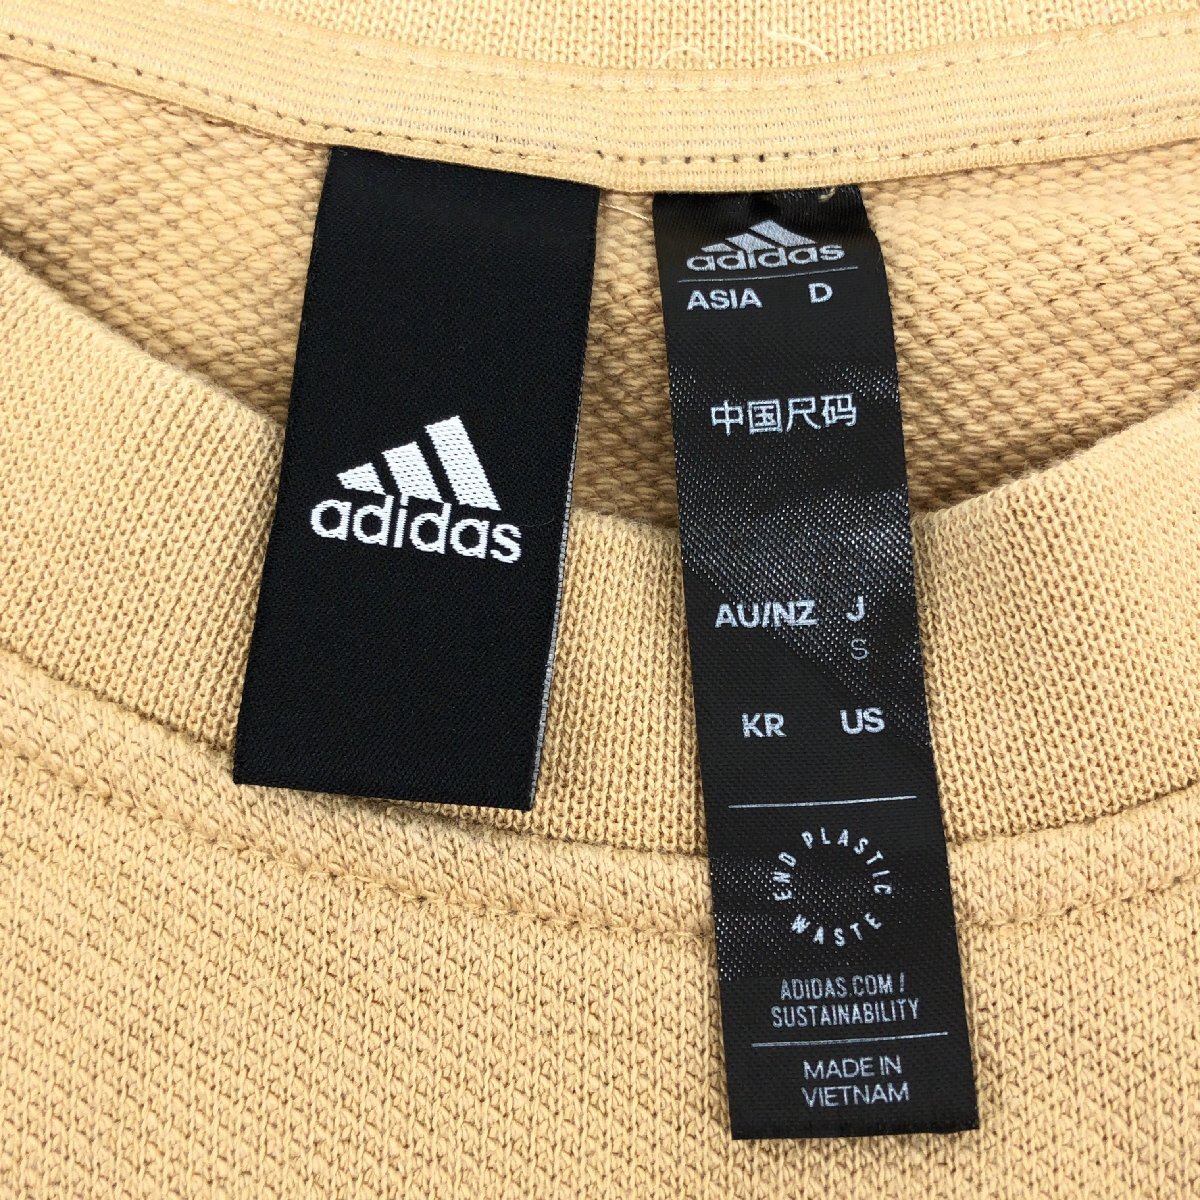 adidas
adidas
ASIA D
中国尺码
AU/NZ J
S
KR US
END PLASTIC WASTE
ADIDAS.COM /
SUSTAINABILITY
MADE IN
VIETNAM